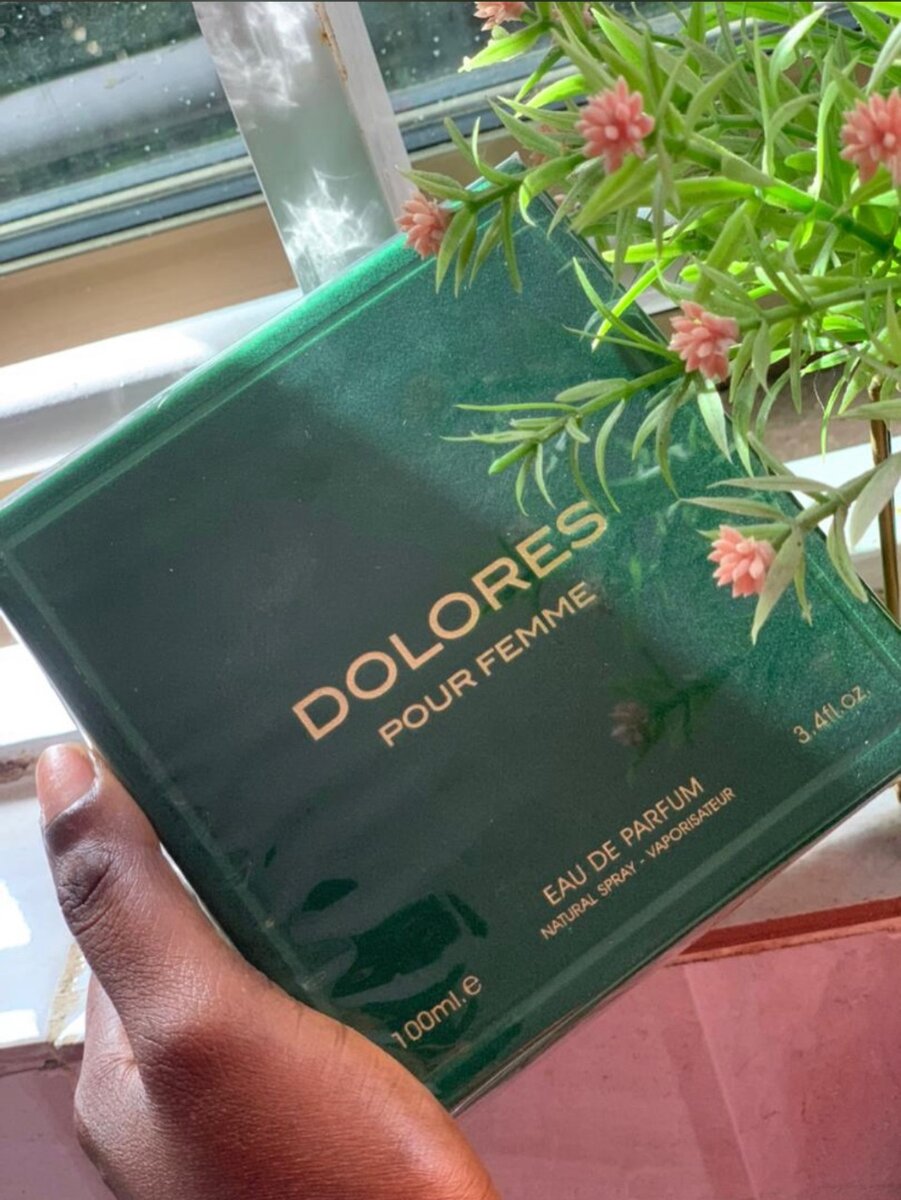 DOLORES
POUR FEMME
EAU DE PARFUM
NATURAL SPRAY - VAPORISATEUR
100ml.e
3.4fl.oz.